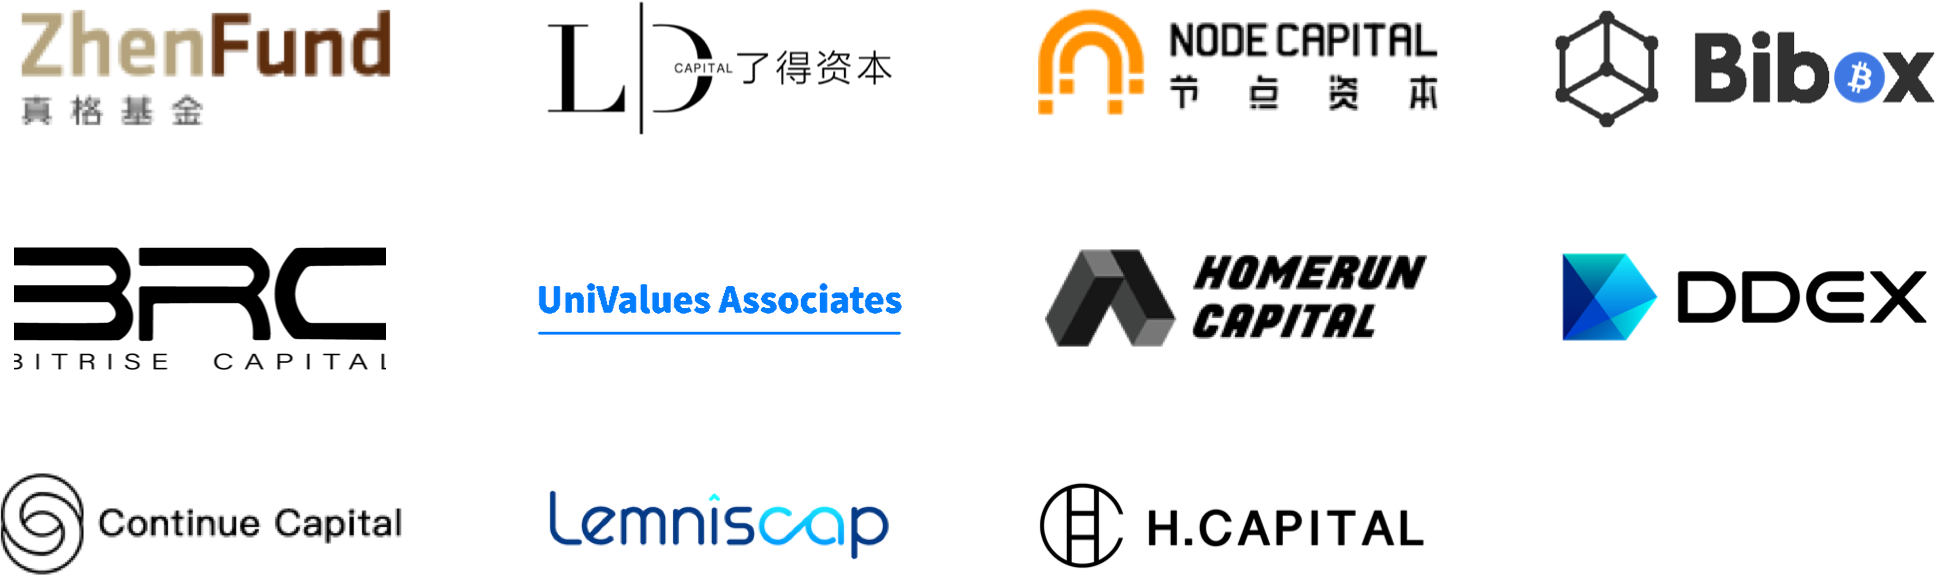 ZhenFund
真格基金
LD CAPITAL 了得资本
NODE CAPITAL
节点资本
Bibox
BRC
BITRISE CAPITAL
UniValues Associates
HOMERUN
CAPITAL
DDEX
Continue Capital
Lemniscap
H.CAPITAL